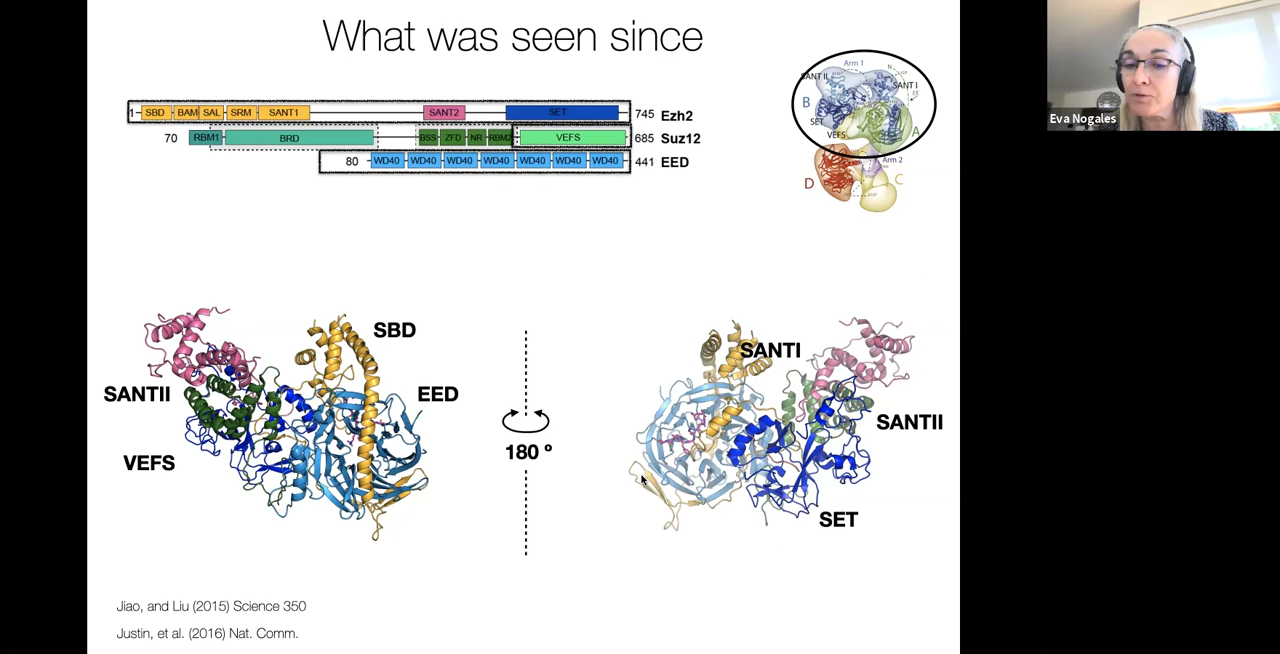 What was seen since
1 SBD BAM SAL SRM SANT1 SANT2 SET 745 Ezh2
70 RBM1 BRD BSS ZFD NR RBM2 VEFS 685 Suz12
80 WD40 WD40 WD40 WD40 WD40 WD40 WD40 441 EED
Arm 1
N
SANT II
SANT I
B
SET
VEFS
A
Arm 2
D
C
Eva Nogales
SBD
SANTII
EED
VEFS
180 º
SANTI
SANTII
SET
Jiao, and Liu (2015) Science 350
Justin, et al. (2016) Nat. Comm.